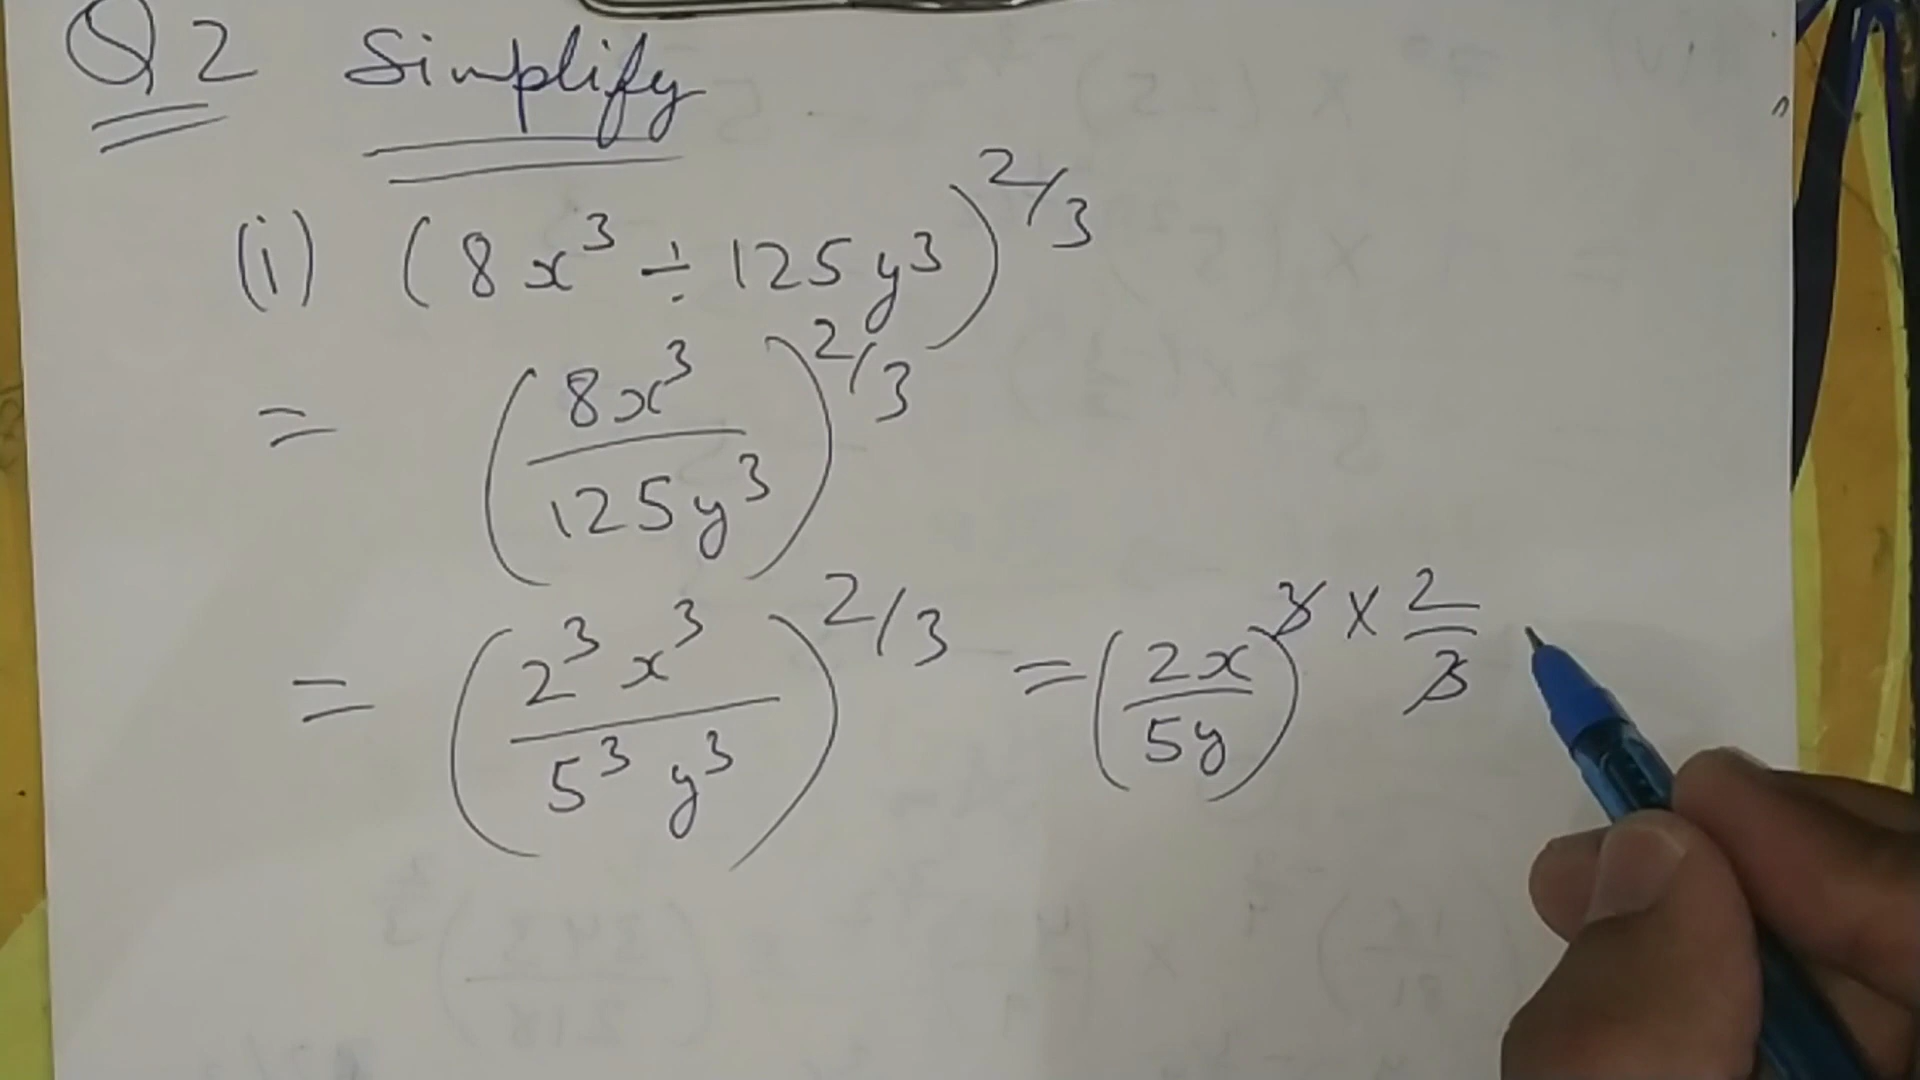 Q2 Simplify
(i) (8x³ ÷ 125y³)^2/3
= (8x³/125y³)^2/3
= (2³x³/5³y³)^2/3 = (2x/5y)^3×2/3